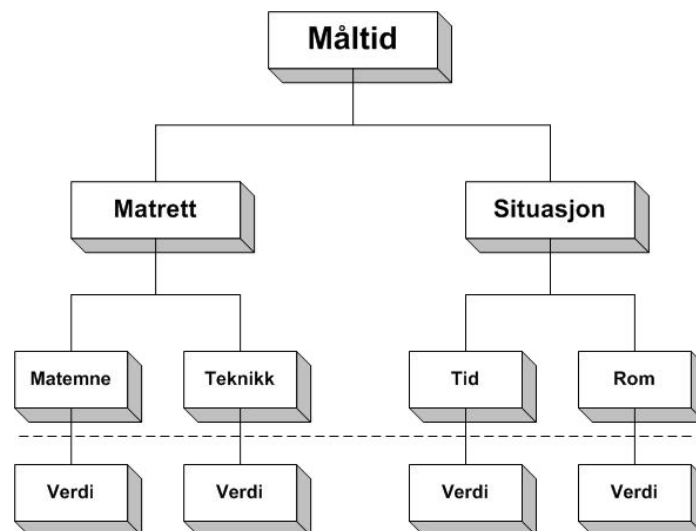 Måltid
Matrett
Situasjon
Matemne
Teknikk
Tid
Rom
Verdi
Verdi
Verdi
Verdi